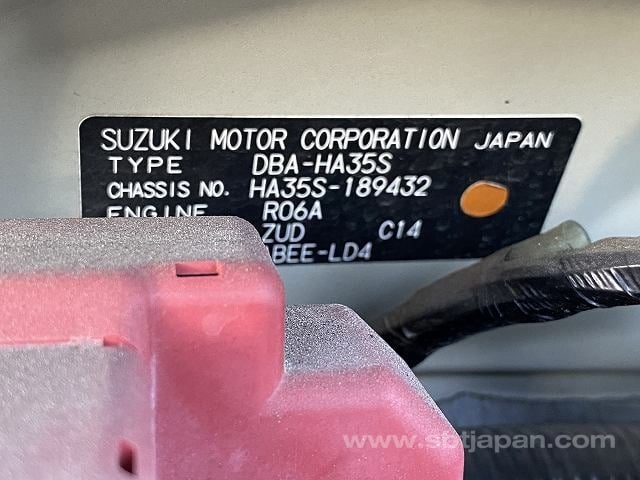 SUZUKI MOTOR CORPORATION JAPAN
TYPE DBA-HA35S
CHASSIS NO. HA35S-189432
ENGINE R06A
ZUD C14
ABEE-LD4
www.sbtjapan.com